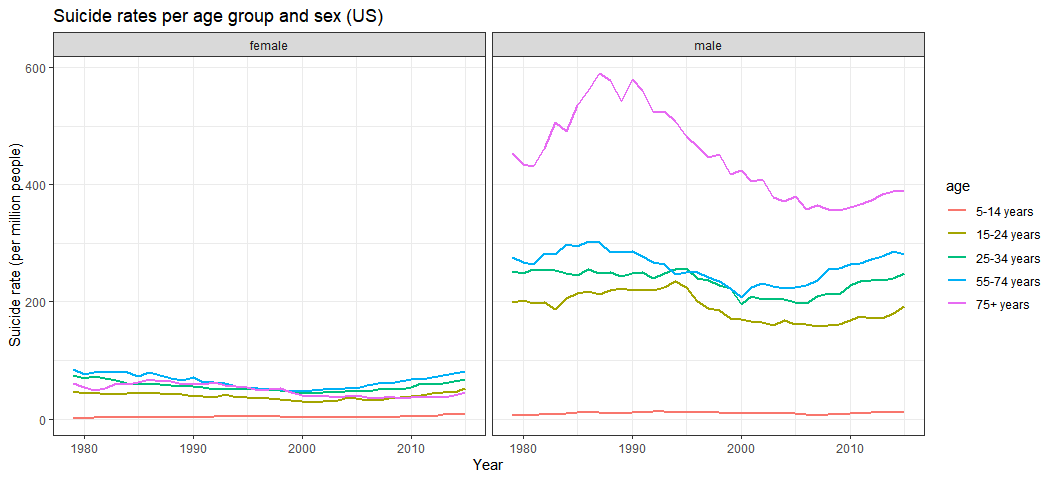 Suicide rates per age group and sex (US)
female
male
600
400
200
0
Suicide rate (per million people)
1980 1990 2000 2010
1980 1990 2000 2010
Year
age
5-14 years
15-24 years
25-34 years
55-74 years
75+ years